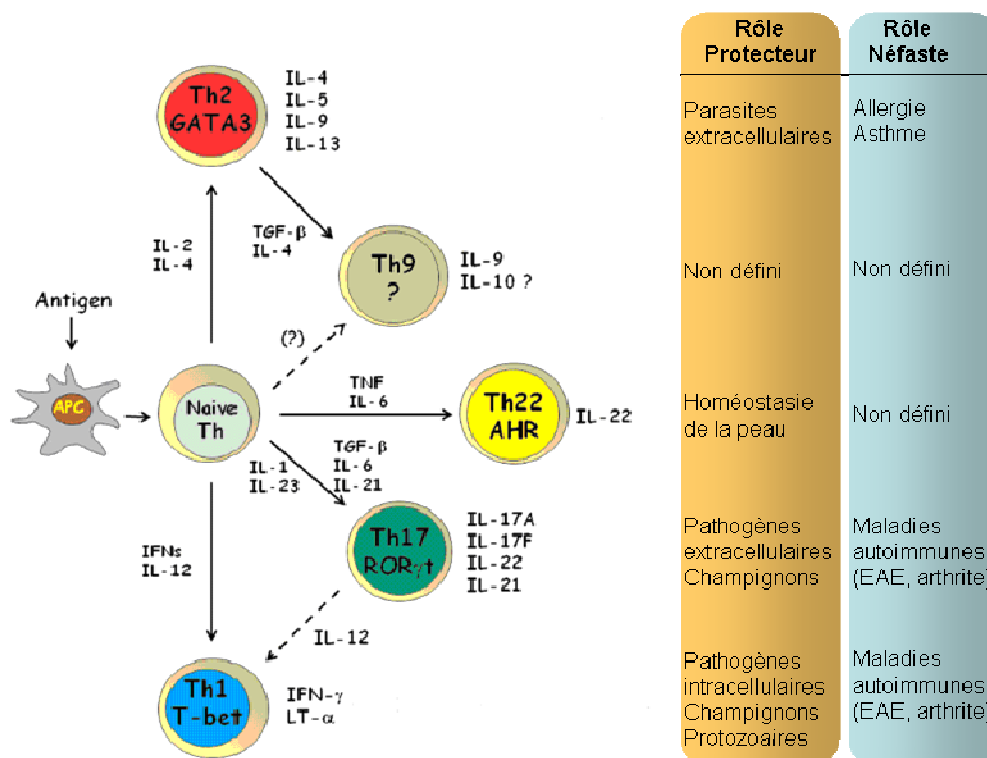 Rôle
Protecteur
Rôle
Néfaste
Th2
GATA3
IL-4
IL-5
IL-9
IL-13
Parasites
extracellulaires
Allergie
Asthme
IL-2
IL-4
TGF-β
IL-4
Th9
?
IL-9
IL-10 ?
Non défini
Non défini
Antigen
(?)
APC
Naive
Th
TNF
IL-6
Th22
AHR
IL-22
Homéostasie
de la peau
Non défini
IL-1
IL-23
TGF-β
IL-6
IL-21
Th17
RORγt
IL-17A
IL-17F
IL-22
IL-21
Pathogènes
extracellulaires
Champignons
Maladies
autoimmunes
(EAE, arthrite)
IFNs
IL-12
IL-12
Th1
T-bet
IFN-γ
LT-α
Pathogènes
intracellulaires
Champignons
Protozoaires
Maladies
autoimmunes
(EAE, arthrite)